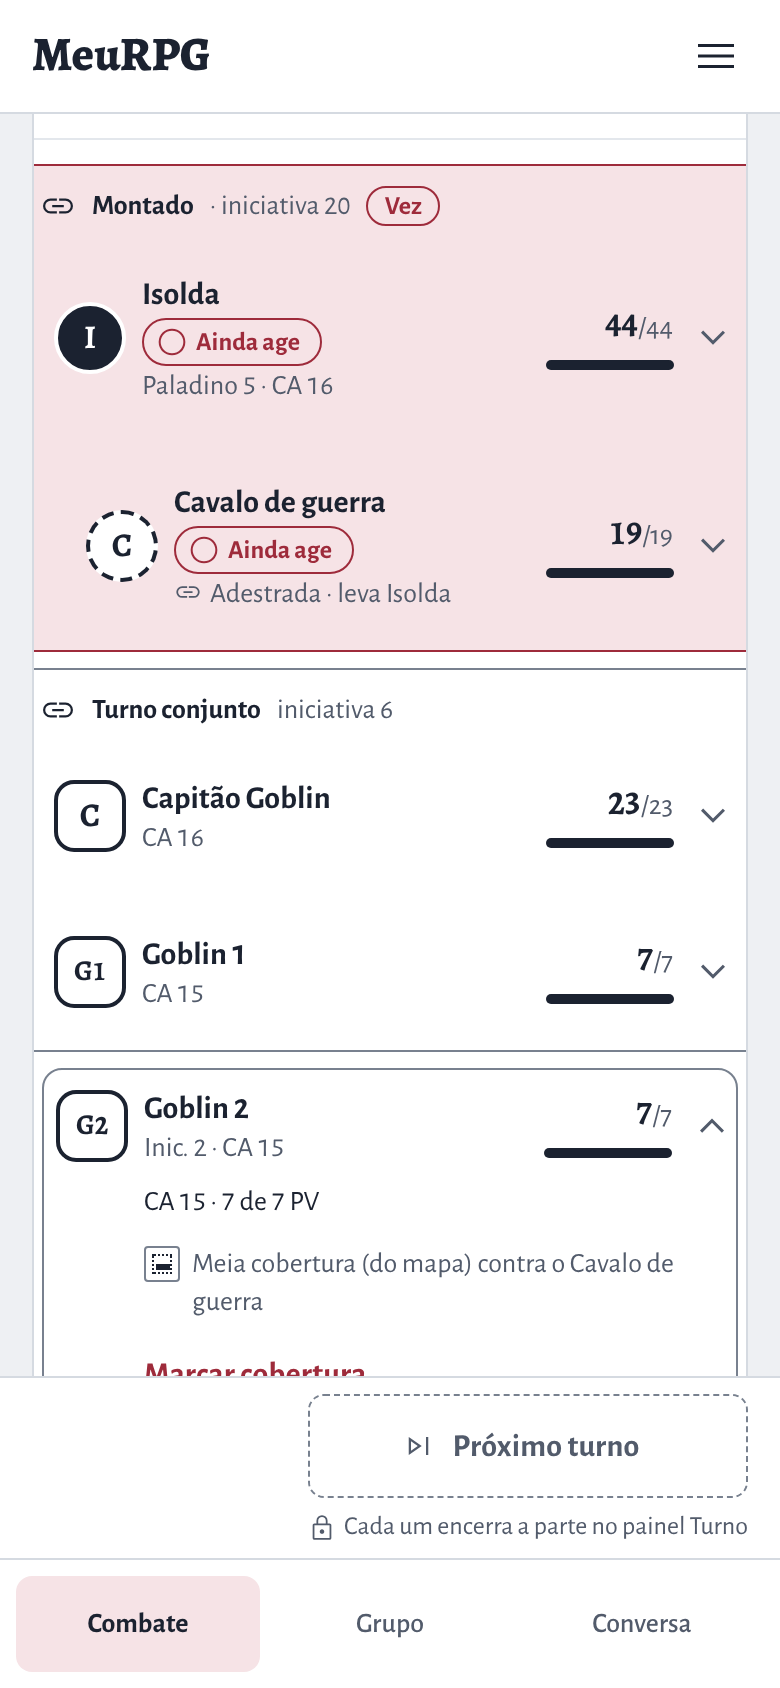 MeuRPG
Montado · iniciativa 20 Vez
I
Isolda
Ainda age
Paladino 5 · CA 16
44/44
C
Cavalo de guerra
Ainda age
Adestrada · leva Isolda
19/19
Turno conjunto iniciativa 6
C
Capitão Goblin
CA 16
23/23
G1
Goblin 1
CA 15
7/7
G2
Goblin 2
Inic. 2 · CA 15
7/7
CA 15 · 7 de 7 PV
Meia cobertura (do mapa) contra o Cavalo de
guerra
Marcar cobertura
Próximo turno
Cada um encerra a parte no painel Turno
Combate Grupo Conversa